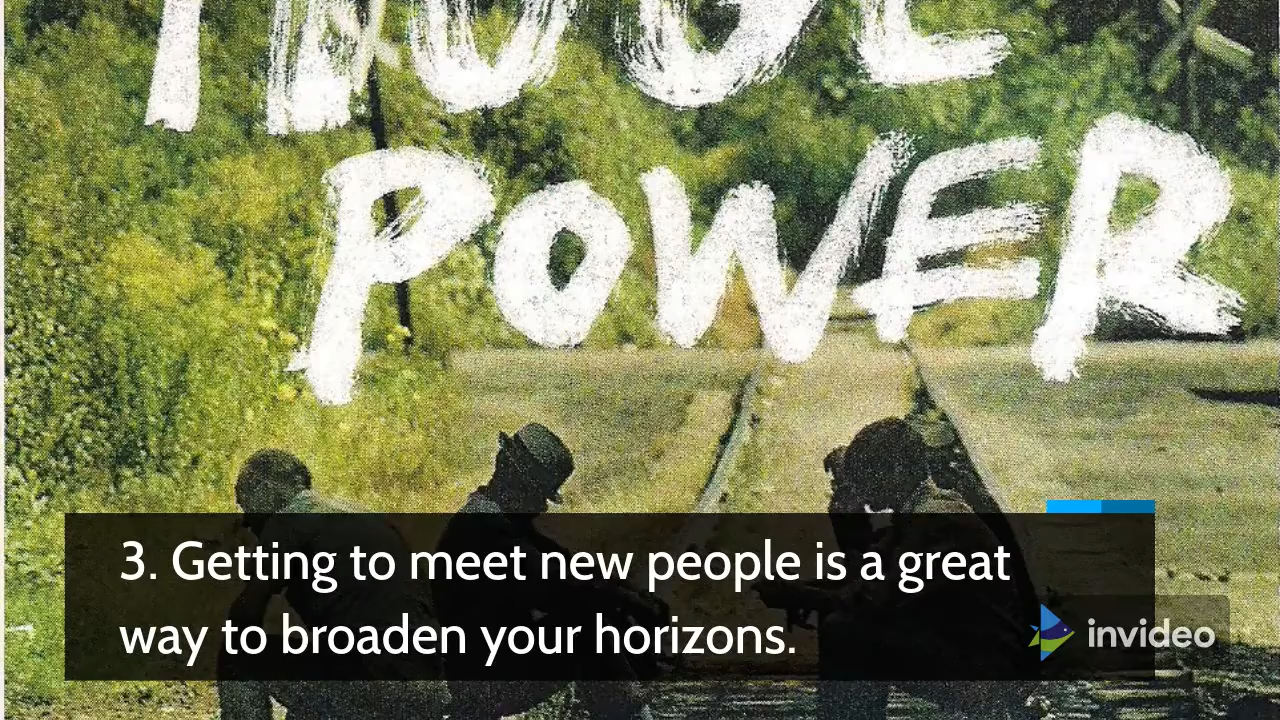 POWER
3. Getting to meet new people is a great
way to broaden your horizons.
invideo